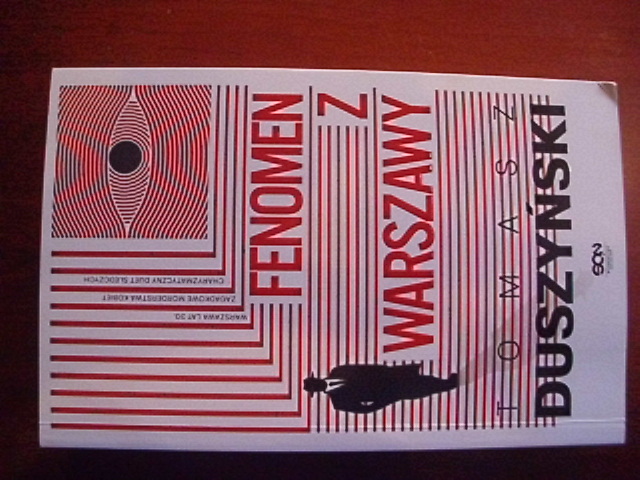 WARSZAWA LAT 30.
ZAGADKOWE MORDERSTWA KOBIET
CHARYZMATYCZNY DUET ŚLEDCZYCH
FENOMEN
Z
WARSZAWY
TOMASZ
DUSZYŃSKI
SQN